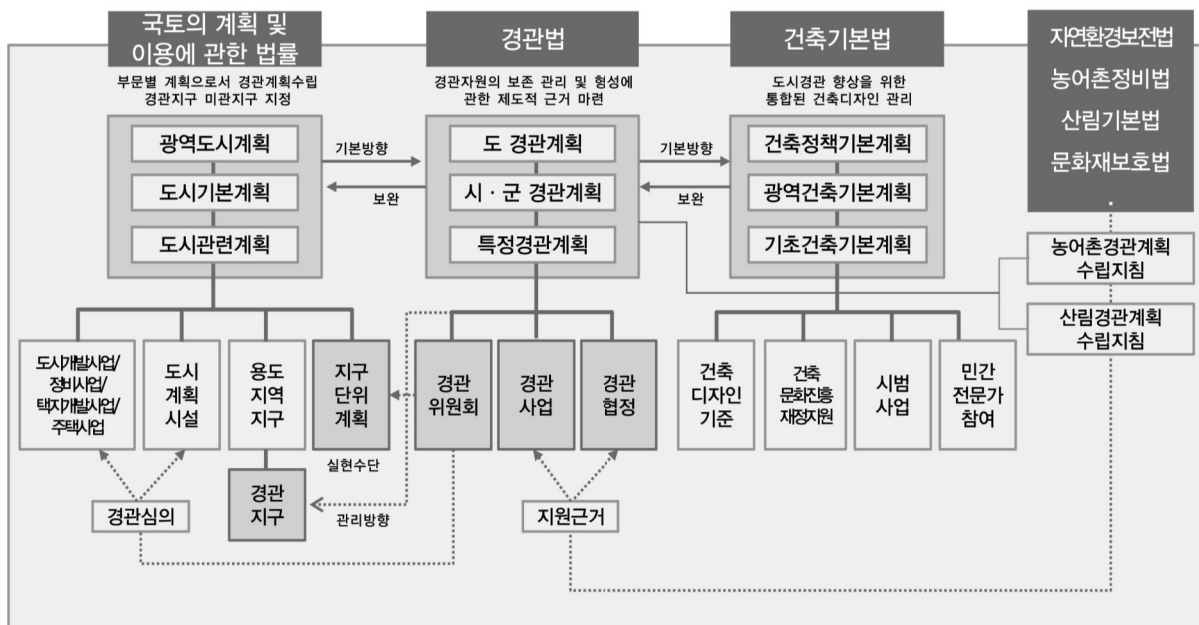 국토의 계획 및
이용에 관한 법률
부문별 계획으로서 경관계획수립
경관지구 미관지구 지정
광역도시계획
도시기본계획
도시관련계획
기본방향
보완
경관법
경관자원의 보존 관리 및 형성에
관한 제도적 근거 마련
도 경관계획
시 · 군 경관계획
특정경관계획
기본방향
보완
건축기본법
도시경관 향상을 위한
통합된 건축디자인 관리
건축정책기본계획
광역건축기본계획
기초건축기본계획
자연환경보전법
농어촌정비법
산림기본법
문화재보호법
.
농어촌경관계획
수립지침
산림경관계획
수립지침
도시개발사업/
정비사업/
택지개발사업/
주택사업
도시
계획
시설
용도
지역
지구
지구
단위
계획
경관
위원회
경관
사업
경관
협정
건축
디자인
기준
건축
문화진흥
재정지원
시범
사업
민간
전문가
참여
실현수단
경관심의
경관
지구
관리방향
지원근거